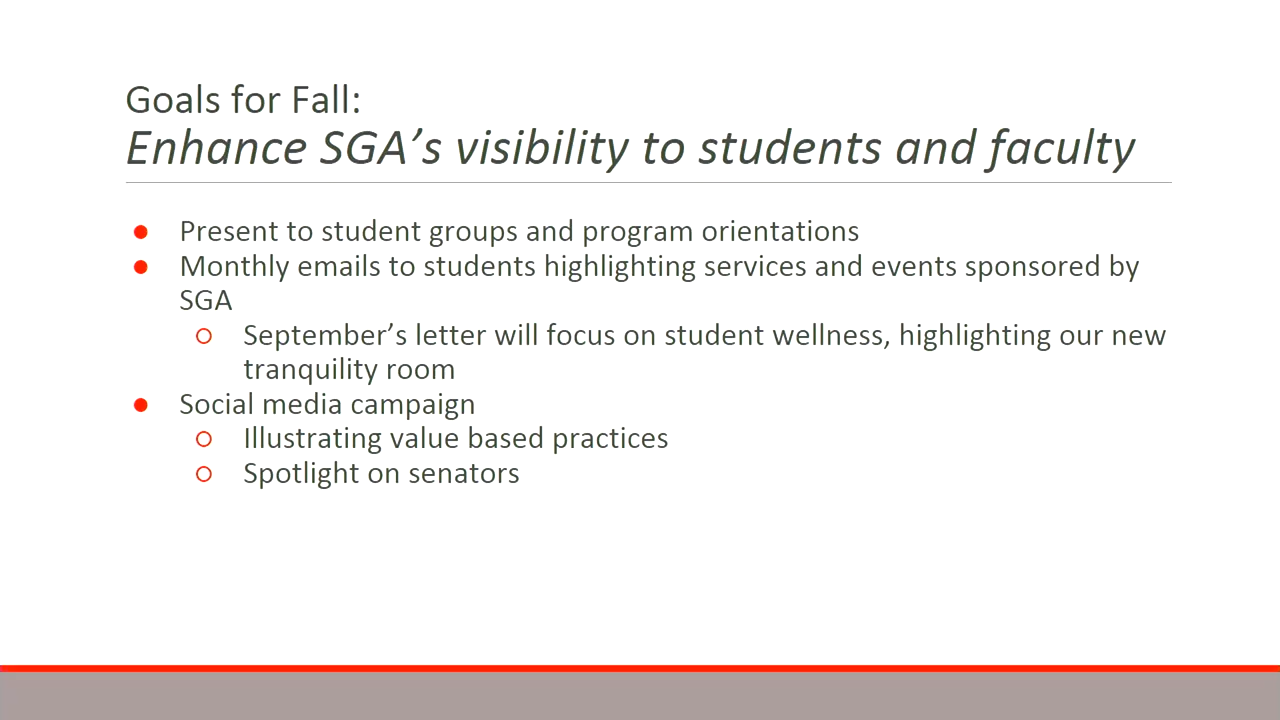 Goals for Fall:
Enhance SGA’s visibility to students and faculty
● Present to student groups and program orientations
● Monthly emails to students highlighting services and events sponsored by
SGA
○ September’s letter will focus on student wellness, highlighting our new
tranquility room
● Social media campaign
○ Illustrating value based practices
○ Spotlight on senators